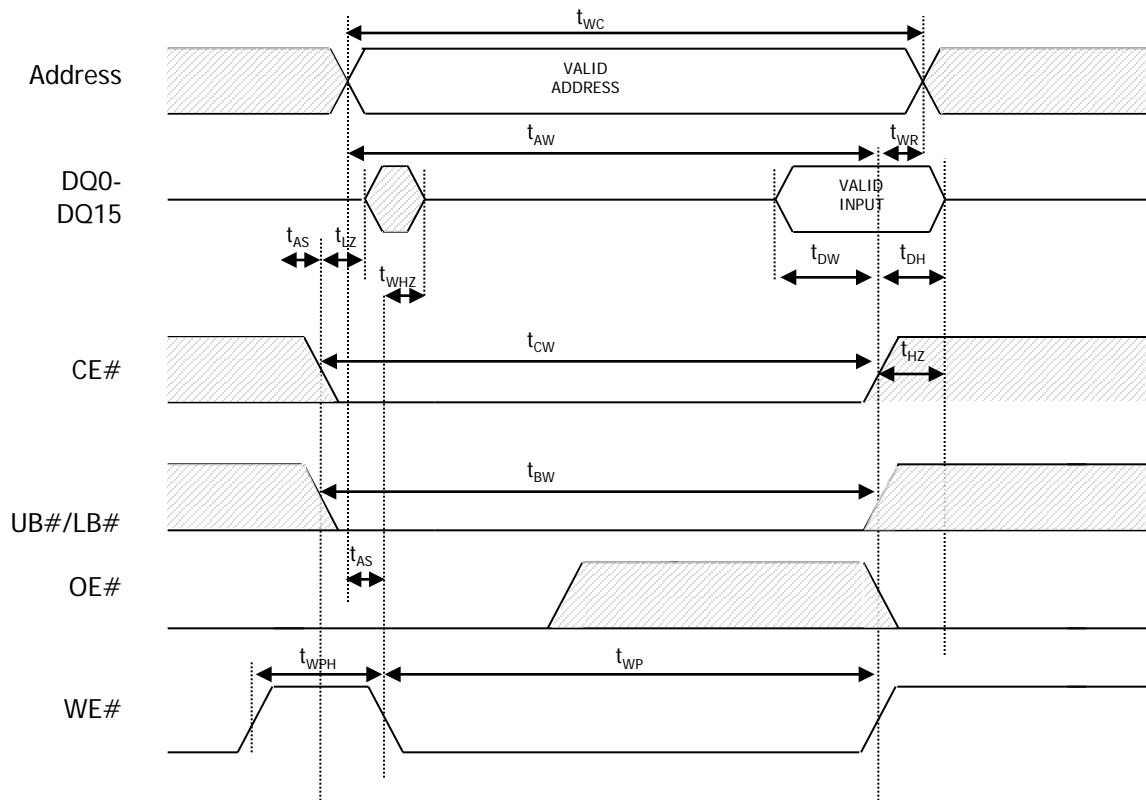 tWC
Address
VALID
ADDRESS
tAW
tWR
DQ0-
DQ15
VALID
INPUT
tAS
tLZ
tDW
tDH
tWHZ
CE#
tCW
tHZ
UB#/LB#
tBW
tAS
OE#
tWPH
tWP
WE#